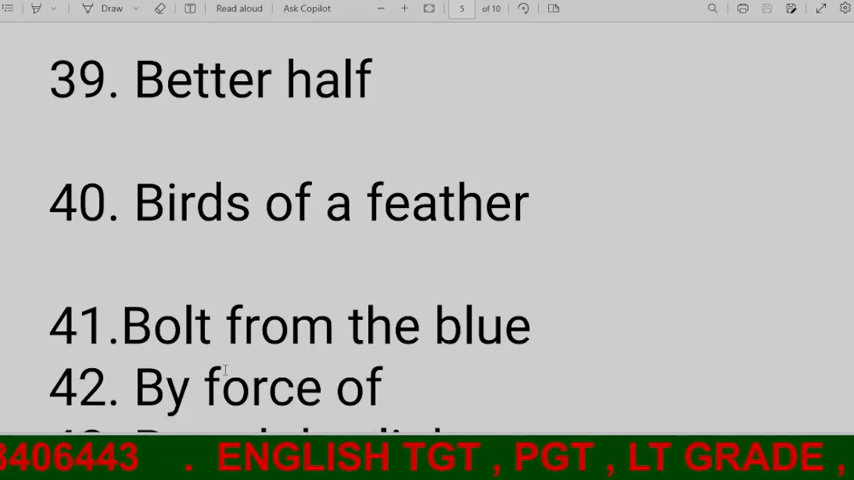 Draw Read aloud Ask Copilot 5 of 10
39. Better half
40. Birds of a feather
41.Bolt from the blue
42. By force of
3406443 . ENGLISH TGT , PGT , LT GRADE ,